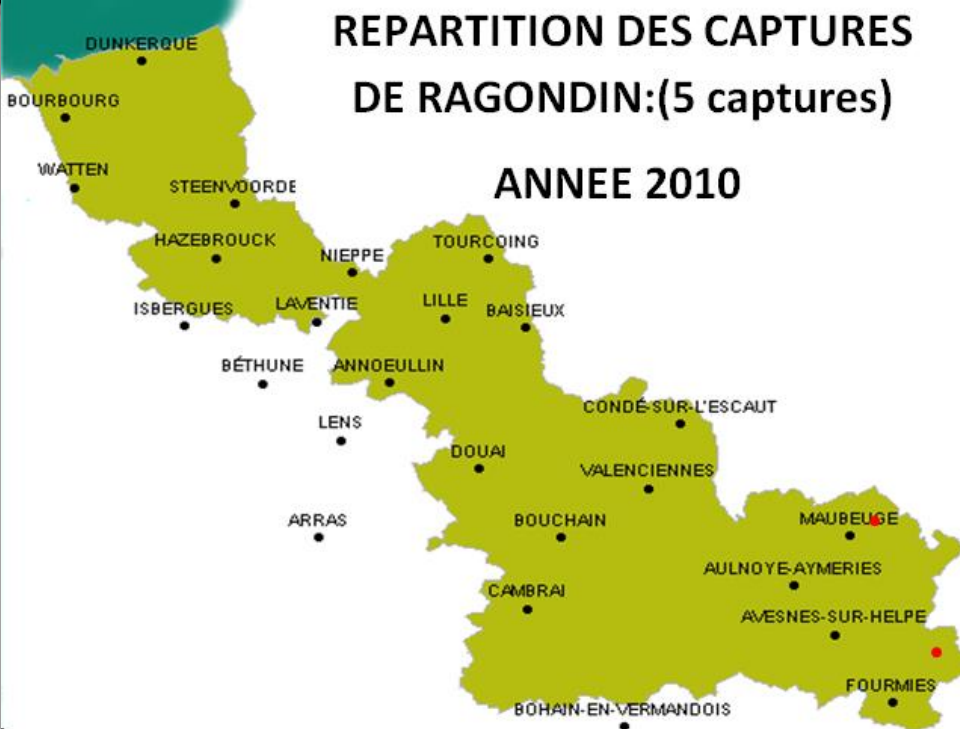 REPARTITION DES CAPTURES
DE RAGONDIN:(5 captures)
ANNEE 2010
DUNKERQUE
BOURBOURG
WATTEN
STEENVOORDE
HAZEBROUCK
NIEPPE
TOURCOING
ISBERGUES
LAVENTIE
LILLE
BAISIEUX
BÉTHUNE
ANNOEULLIN
LENS
CONDÉ-SUR-L'ESCAUT
DOUAI
VALENCIENNES
ARRAS
BOUCHAIN
MAUBEUGE
AULNOYE-AYMERIES
CAMBRAI
AVESNES-SUR-HELPE
FOURMIES
BOHAIN-EN-VERMANDOIS